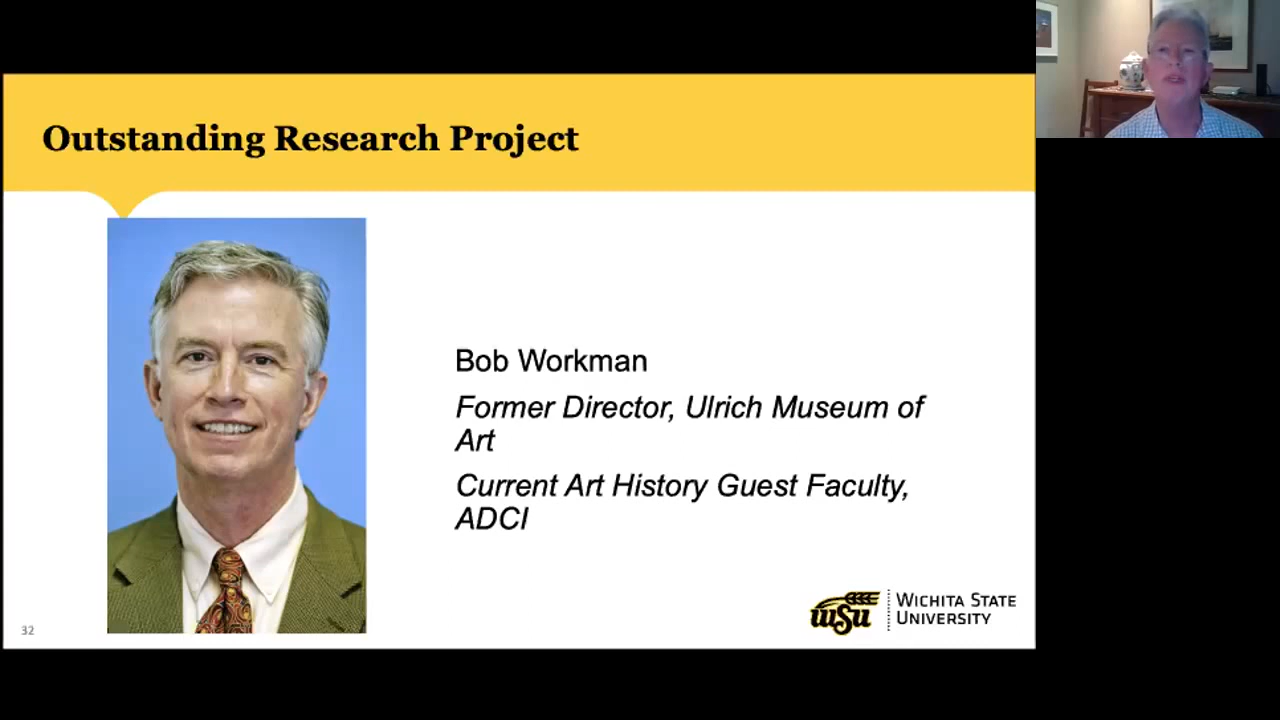 Outstanding Research Project
Bob Workman
Former Director, Ulrich Museum of
Art
Current Art History Guest Faculty,
ADCI
32
WSU
WICHITA STATE
UNIVERSITY